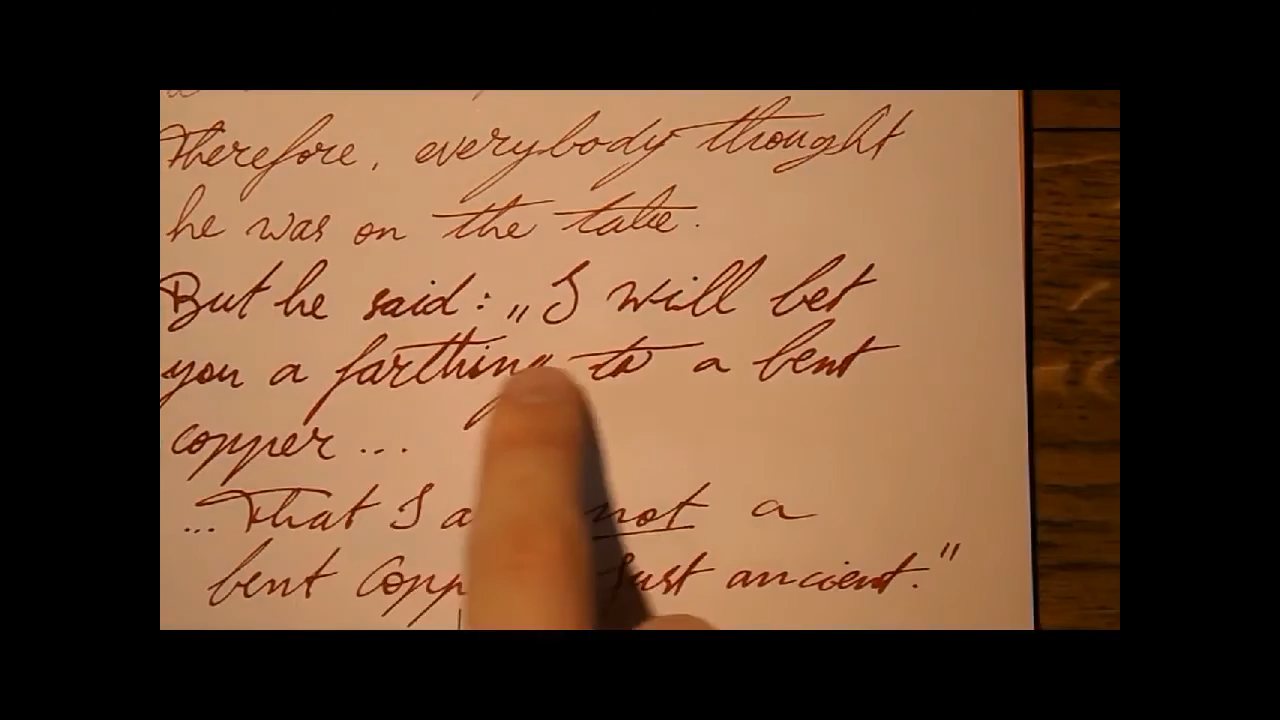 Therefore, everybody thought
he was on the take.
But he said: „I will bet
you a farthing to a bent
copper ...
... That I not a
bent Just ancient."